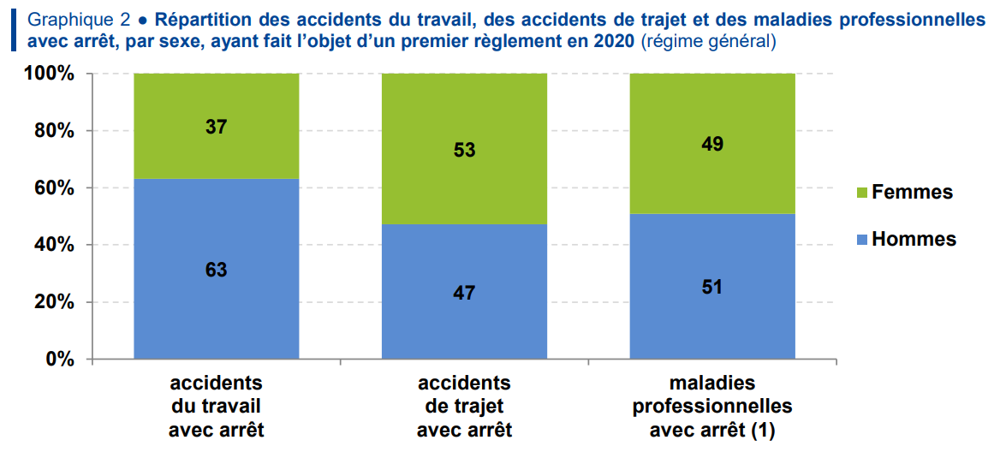 Graphique 2 ● Répartition des accidents du travail, des accidents de trajet et des maladies professionnelles
avec arrêt, par sexe, ayant fait l'objet d'un premier règlement en 2020 (régime général)
100%
80%
60%
40%
20%
0%
37
53
49
63
47
51
Femmes
Hommes
accidents
du travail
avec arrêt
accidents
de trajet
avec arrêt
maladies
professionnelles
avec arrêt (1)